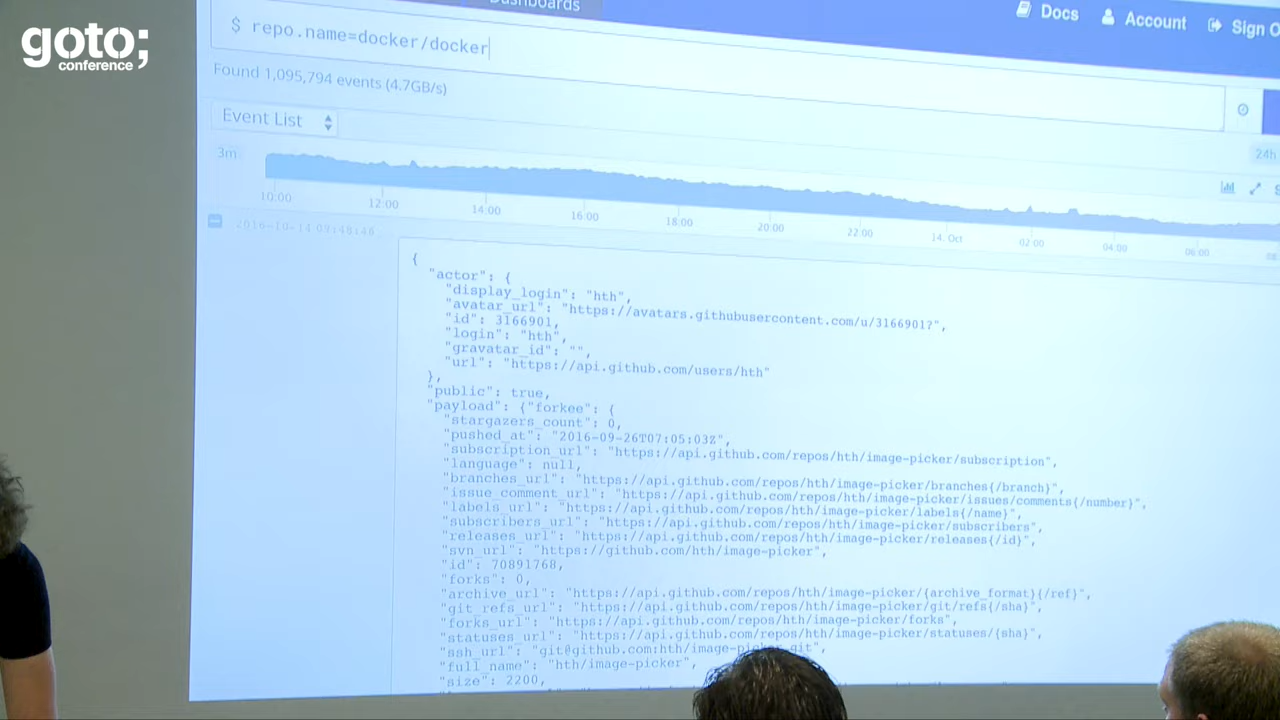 goto;
conference
Dashboards
Docs
Account
Sign O
$ repo.name=docker/docker
Found 1,095,794 events (4.7GB/s)
Event List
24h
3m
10:00
12:00
14:00
16:00
18:00
20:00
22:00
14. Oct
02:00
04:00
06:00
{
"actor": {
"display_login": "hth",
"avatar_url": "https://avatars.githubusercontent.com/u/3166901?",
"id": 3166901,
"login": "hth",
"gravatar_id": "",
"url": "https://api.github.com/users/hth"
},
"public": true,
"payload": {"forkee": {
"stargazers_count": 0,
"pushed_at": "2016-09-26T07:05:03Z",
"subscription_url": "https://api.github.com/repos/hth/image-picker/subscription",
"language": null,
"branches_url": "https://api.github.com/repos/hth/image-picker/branches{/branch}",
"issue_comment_url": "https://api.github.com/repos/hth/image-picker/issues/comments{/number}",
"labels_url": "https://api.github.com/repos/hth/image-picker/labels{/name}",
"subscribers_url": "https://api.github.com/repos/hth/image-picker/subscribers",
"releases_url": "https://api.github.com/repos/hth/image-picker/releases{/id}",
"svn_url": "https://github.com/hth/image-picker",
"id": 70891768,
"forks": 0,
"archive_url": "https://api.github.com/repos/hth/image-picker/{archive_format}{/ref}",
"git_refs_url": "https://api.github.com/repos/hth/image-picker/git/refs{/sha}",
"forks_url": "https://api.github.com/repos/hth/image-picker/forks",
"statuses_url": "https://api.github.com/repos/hth/image-picker/statuses/{sha}",
"ssh_url": "git@github.com:hth/image-picker.git",
"full_name": "hth/image-picker",
"size": 2200,